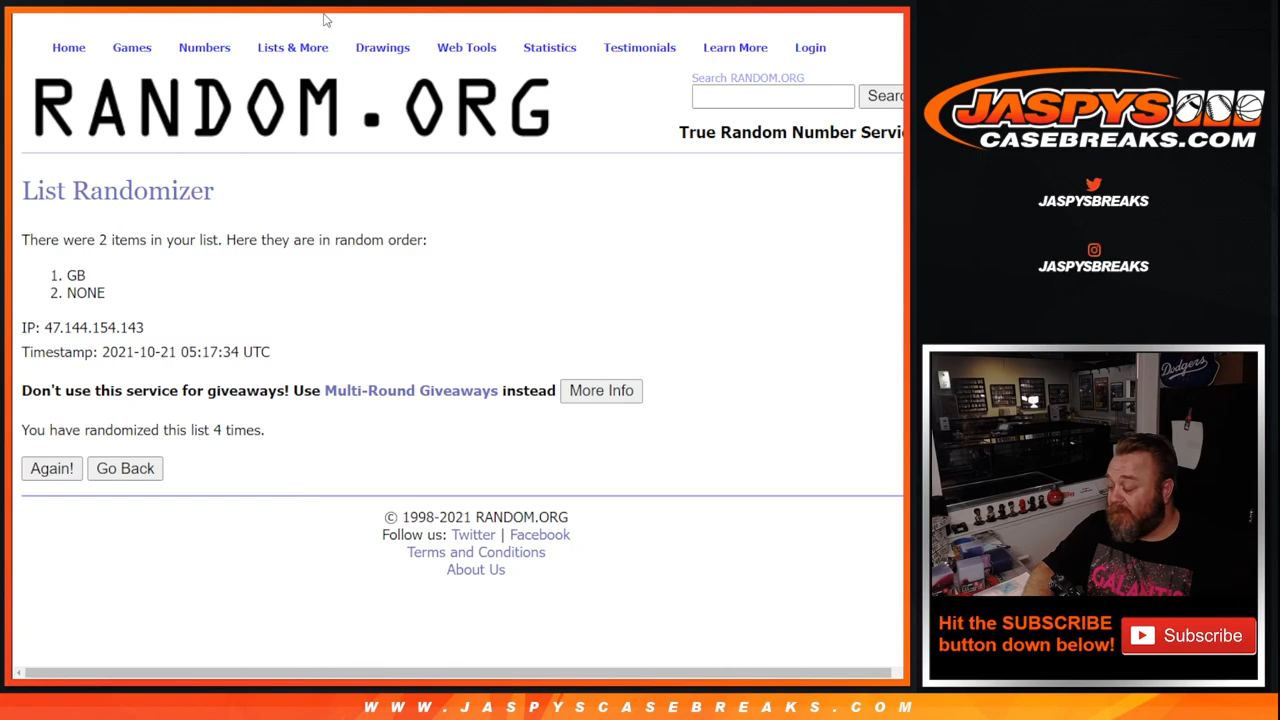 Home Games Numbers Lists & More Drawings Web Tools Statistics Testimonials Learn More Login
RANDOM.ORG
Search RANDOM.ORG
Searc
True Random Number Servi
List Randomizer
There were 2 items in your list. Here they are in random order:
1. GB
2. NONE
IP: 47.144.154.143
Timestamp: 2021-10-21 05:17:34 UTC
Don't use this service for giveaways! Use Multi-Round Giveaways instead More Info
You have randomized this list 4 times.
Again! Go Back
© 1998-2021 RANDOM.ORG
Follow us: Twitter | Facebook
Terms and Conditions
About Us
JASPYS
CASEBREAKS.COM
JASPYSBREAKS
JASPYSBREAKS
Dodgers
GALANTIS
Hit the SUBSCRIBE
button down below!
Subscribe
WWW.JASPYSCASEBREAKS.COM